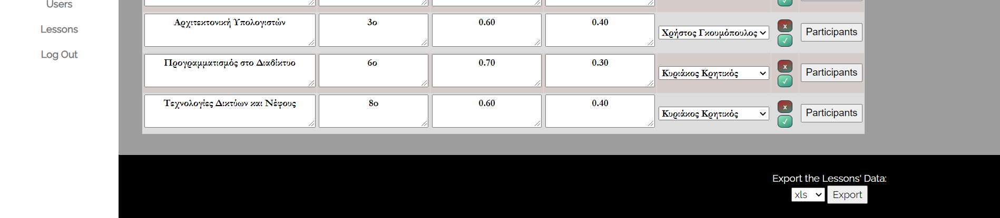 Users
Lessons
Log Out
✓
Αρχιτεκτονική Υπολογιστών 3ο 0.60 0.40 Χρήστος Γκουμόπουλος x ✓ Participants
Προγραμματισμός στο Διαδίκτυο 6ο 0.70 0.30 Κυριάκος Κρητικός x ✓ Participants
Τεχνολογίες Δικτύων και Νέφους 8ο 0.60 0.40 Κυριάκος Κρητικός x ✓ Participants
Export the Lessons' Data:
xls Export